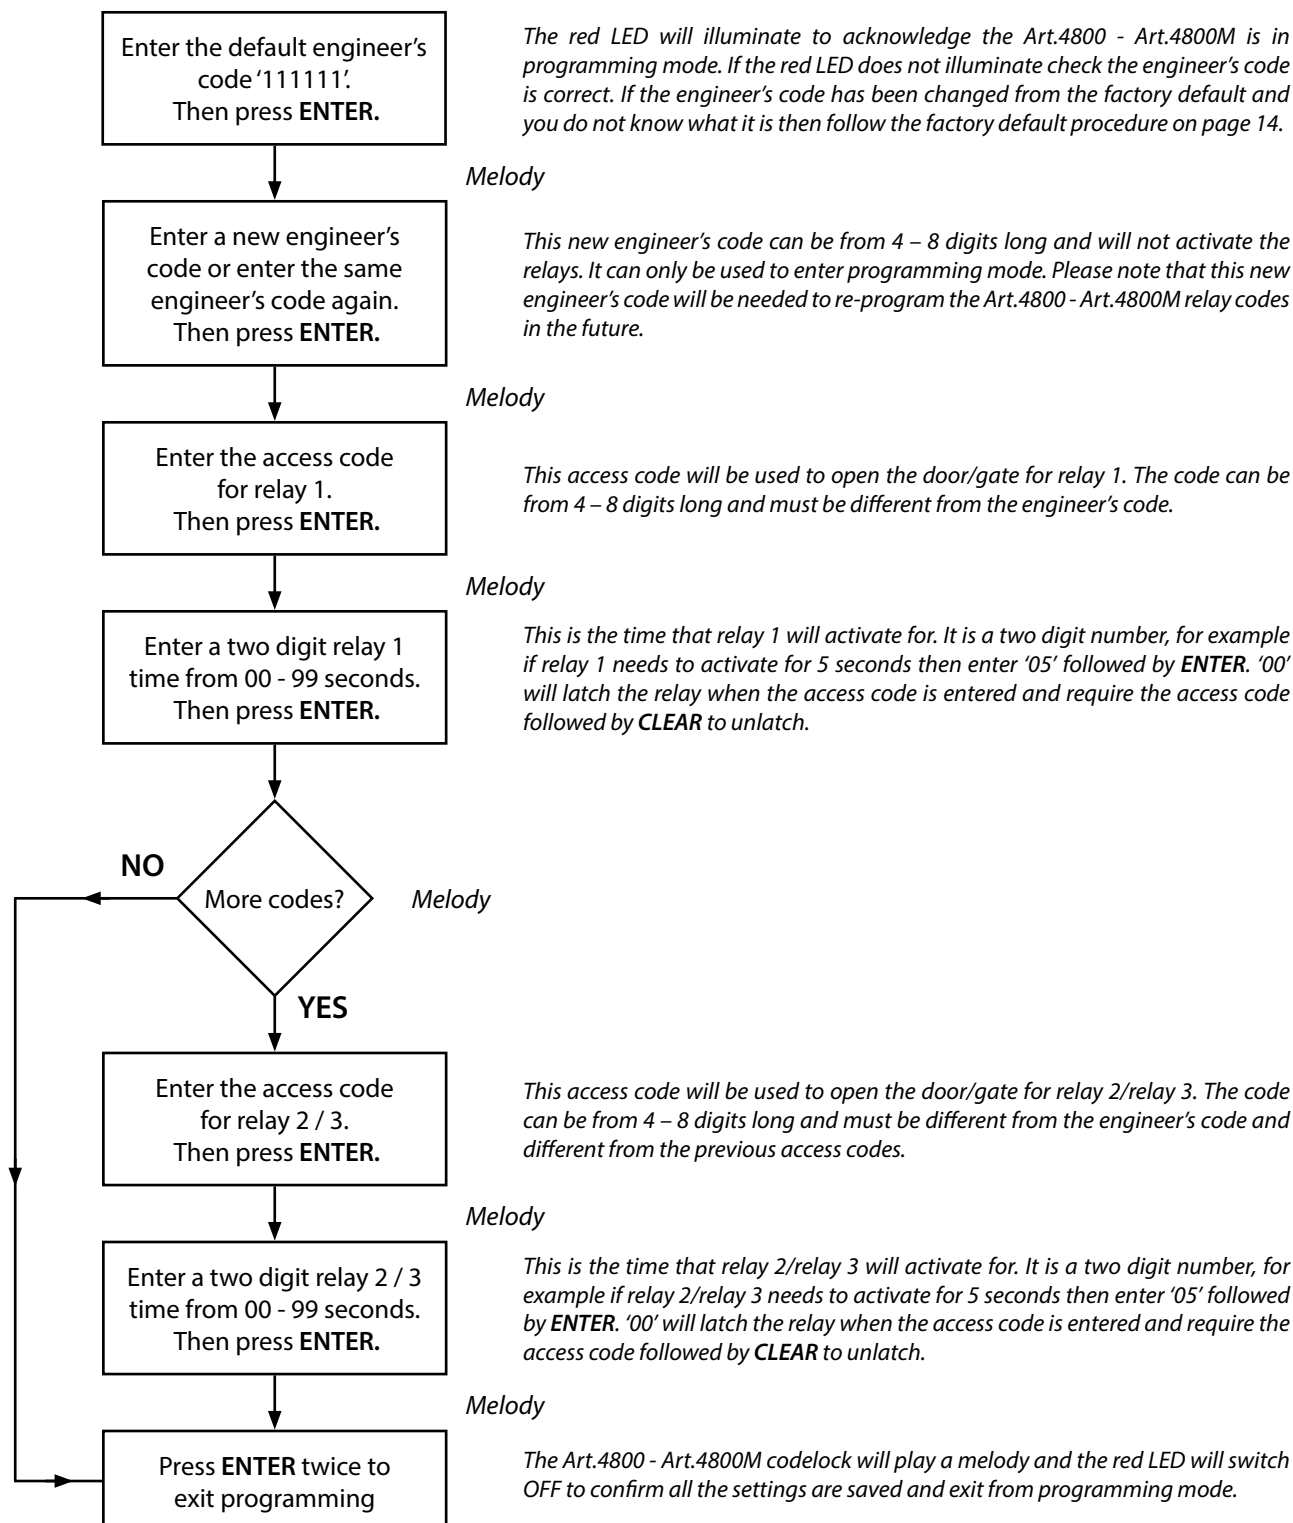 Enter the default engineer's
code ‘111111’.
Then press ENTER.
The red LED will illuminate to acknowledge the Art.4800 - Art.4800M is in
programming mode. If the red LED does not illuminate check the engineer's code
is correct. If the engineer's code has been changed from the factory default and
you do not know what it is then follow the factory default procedure on page 14.
Melody
Enter a new engineer's
code or enter the same
engineer's code again.
Then press ENTER.
This new engineer's code can be from 4 – 8 digits long and will not activate the
relays. It can only be used to enter programming mode. Please note that this new
engineer's code will be needed to re-program the Art.4800 - Art.4800M relay codes
in the future.
Melody
Enter the access code
for relay 1.
Then press ENTER.
This access code will be used to open the door/gate for relay 1. The code can be
from 4 – 8 digits long and must be different from the engineer's code.
Melody
Enter a two digit relay 1
time from 00 - 99 seconds.
Then press ENTER.
This is the time that relay 1 will activate for. It is a two digit number, for example
if relay 1 needs to activate for 5 seconds then enter ‘05’ followed by ENTER. ‘00’
will latch the relay when the access code is entered and require the access code
followed by CLEAR to unlatch.
NO
More codes?
Melody
YES
Enter the access code
for relay 2 / 3.
Then press ENTER.
This access code will be used to open the door/gate for relay 2/relay 3. The code
can be from 4 – 8 digits long and must be different from the engineer's code and
different from the previous access codes.
Melody
Enter a two digit relay 2 / 3
time from 00 - 99 seconds.
Then press ENTER.
This is the time that relay 2/relay 3 will activate for. It is a two digit number, for
example if relay 2/relay 3 needs to activate for 5 seconds then enter ‘05’ followed
by ENTER. ‘00’ will latch the relay when the access code is entered and require the
access code followed by CLEAR to unlatch.
Melody
Press ENTER twice to
exit programming
The Art.4800 - Art.4800M codelock will play a melody and the red LED will switch
OFF to confirm all the settings are saved and exit from programming mode.